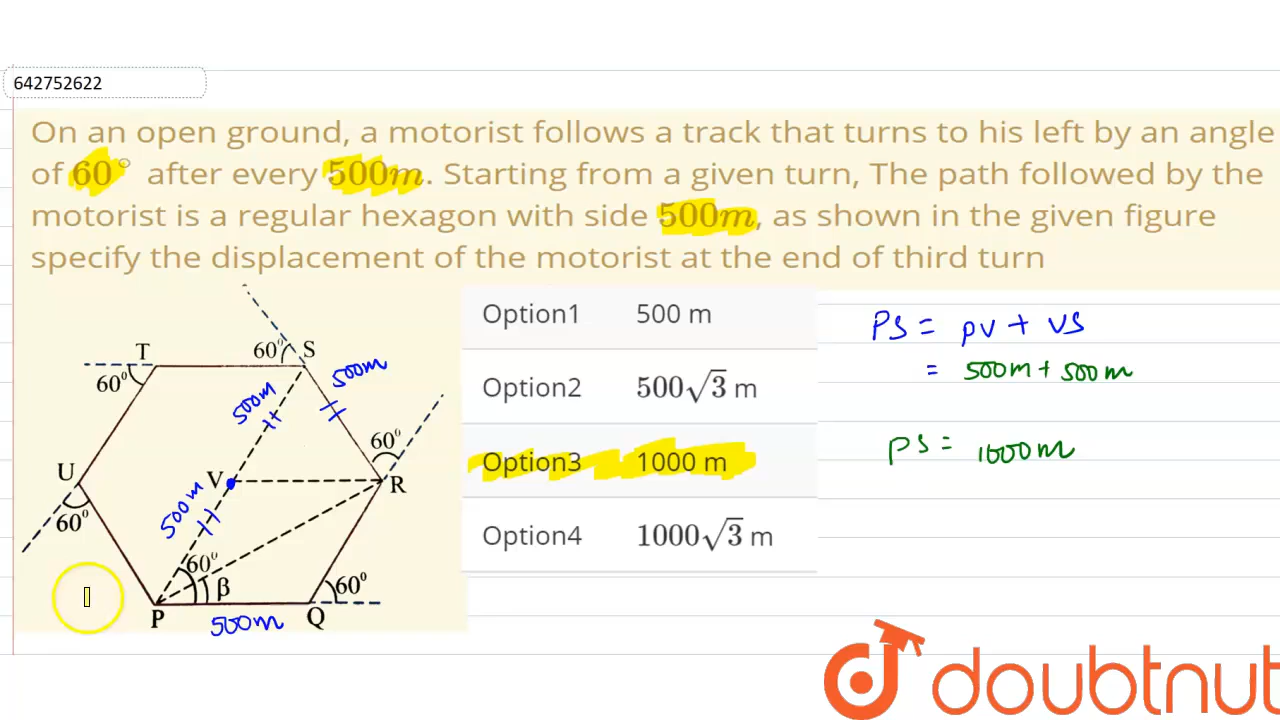 642752622
On an open ground, a motorist follows a track that turns to his left by an angle
of 60° after every 500m. Starting from a given turn, The path followed by the
motorist is a regular hexagon with side 500m, as shown in the given figure
specify the displacement of the motorist at the end of third turn
T
60°
S
60°
500m
500m
60°
U
V
R
60°
500m
60°
β
60°
P
500m
Q
Option1 500 m
Option2 500√3 m
Option3 1000 m
Option4 1000√3 m
PS = PV + VS
= 500m + 500m
PS = 1000m
doubtnut